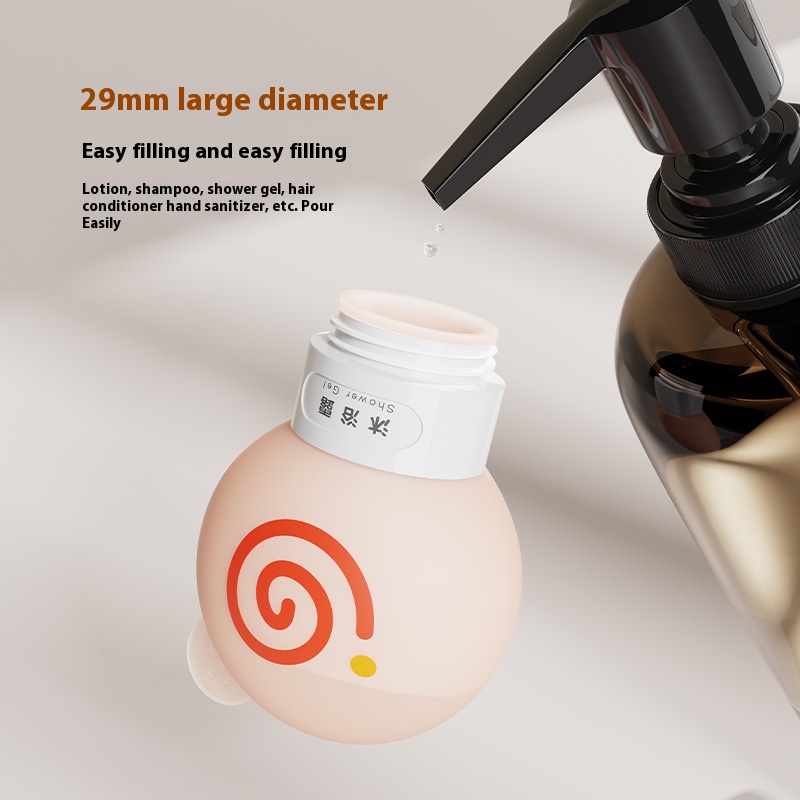 29mm large diameter
Easy filling and easy filling
Lotion, shampoo, shower gel, hair
conditioner hand sanitizer, etc. Pour
Easily
沐浴露
Shower Gel